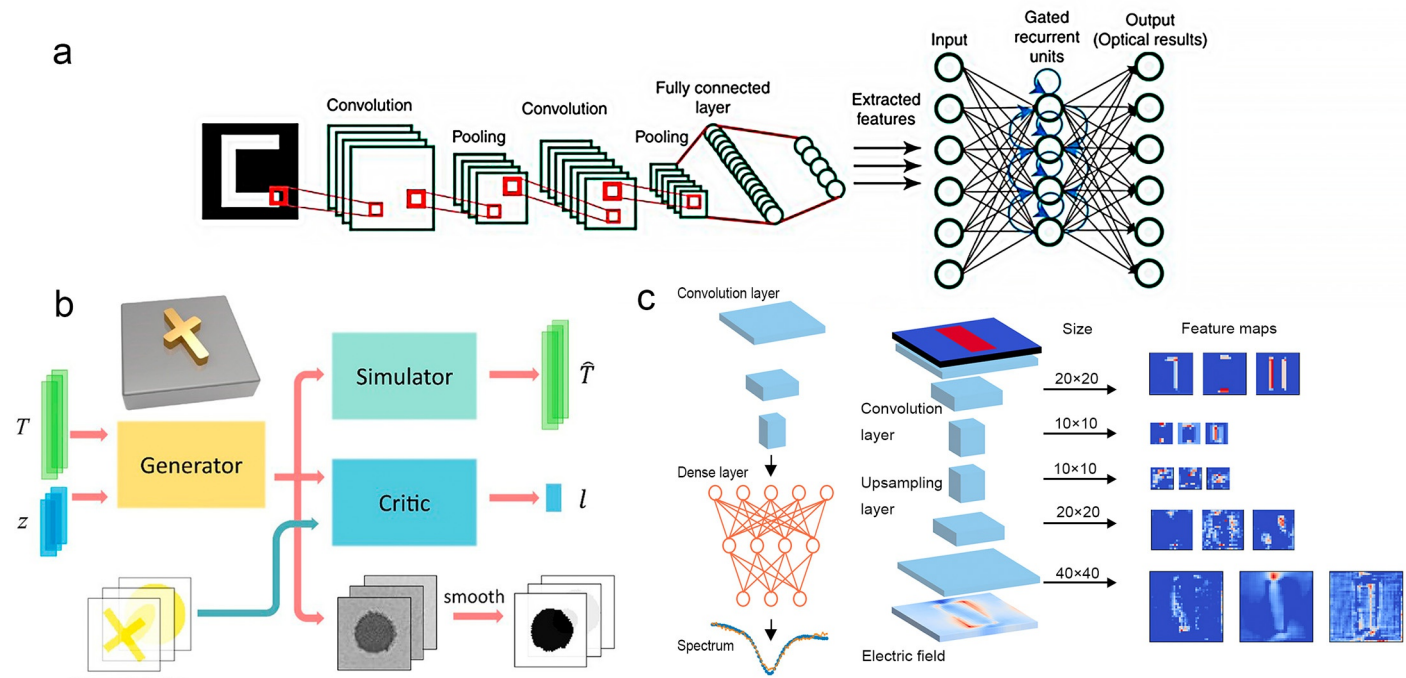 a
Convolution
Pooling
Convolution
Pooling
Fully connected
layer
Extracted
features
Input
Gated
recurrent
units
Output
(Optical results)
b
T
z
Generator
Simulator
T̂
Critic
l
smooth
c
Convolution layer
Dense layer
Spectrum
Convolution
layer
Upsampling
layer
Electric field
Size
20×20
10×10
10×10
20×20
40×40
Feature maps